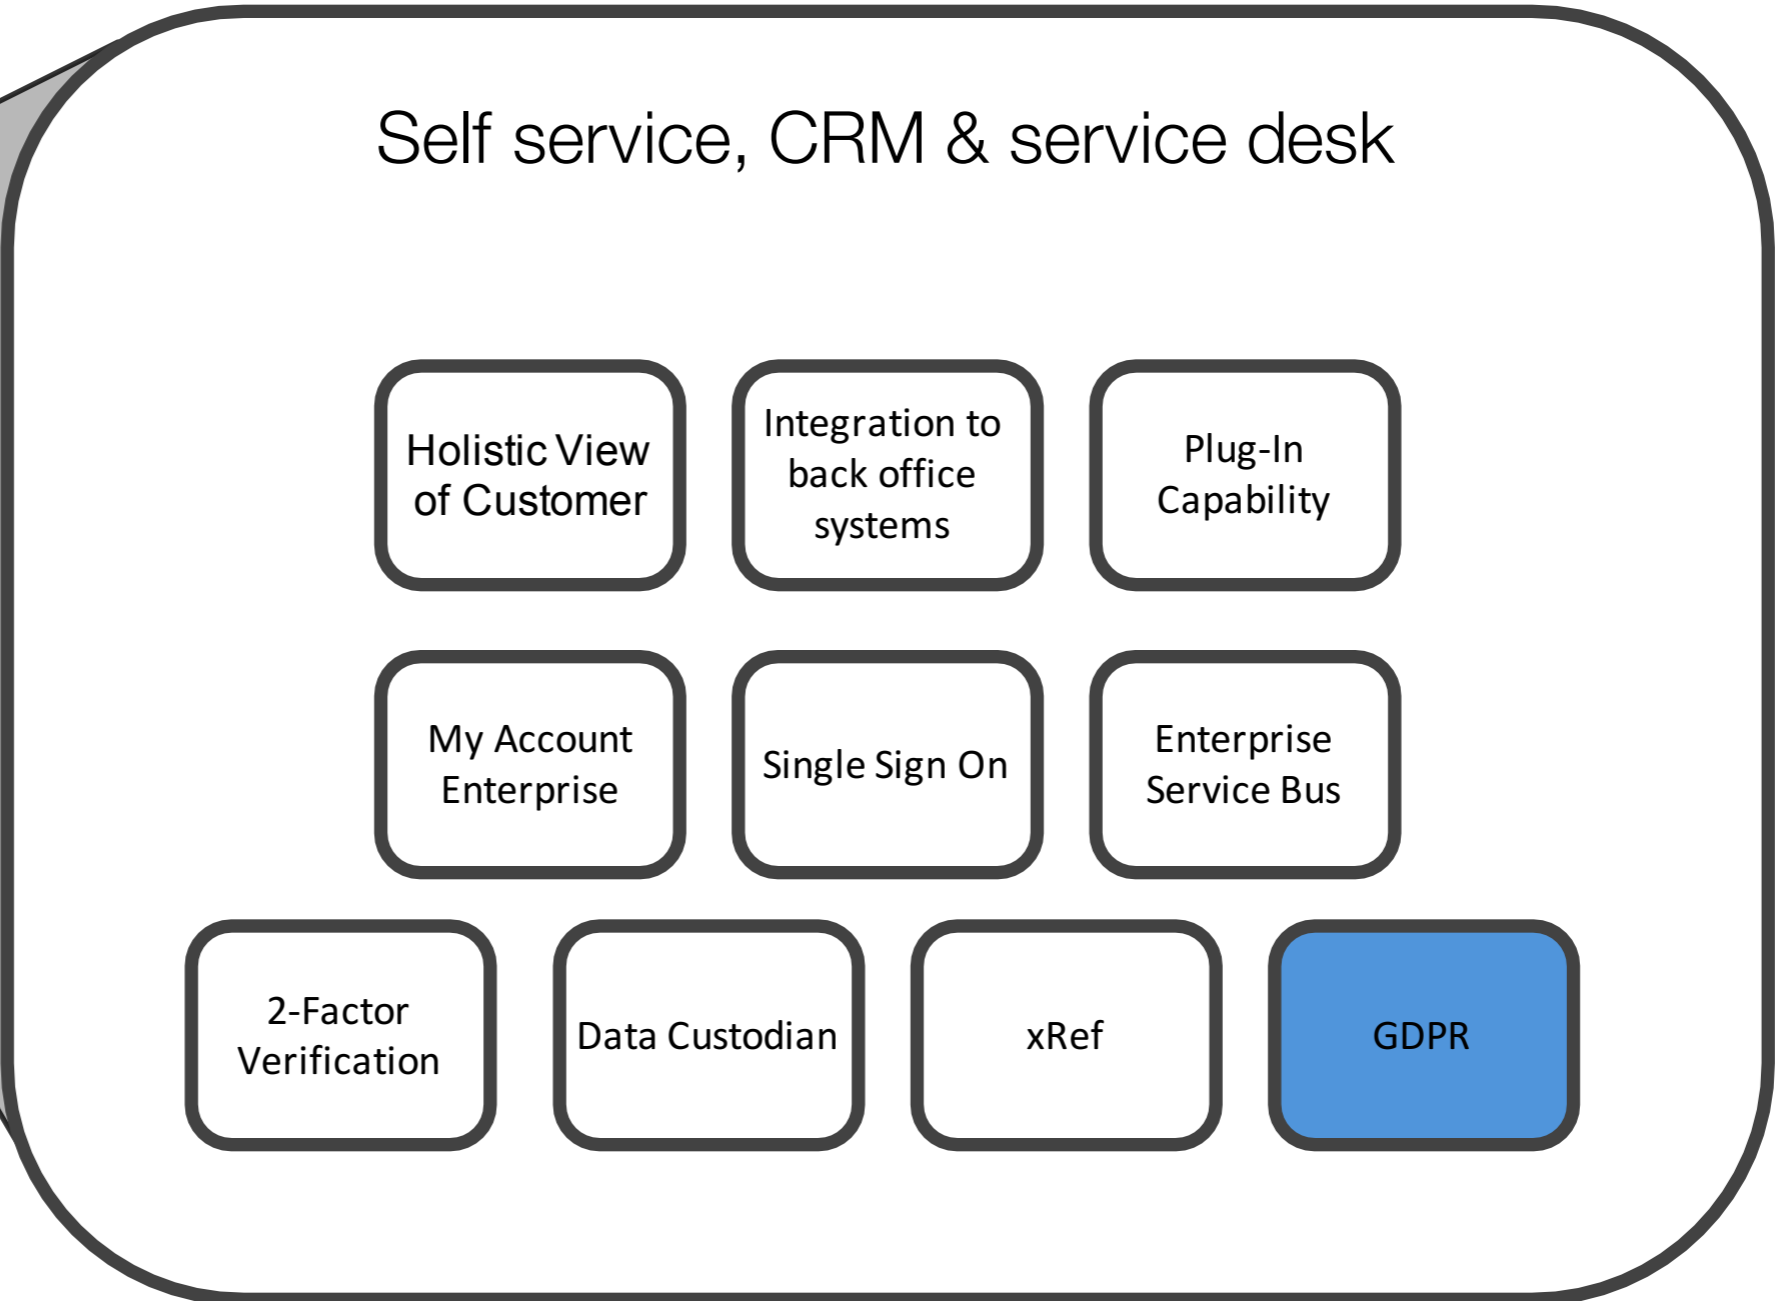 Self service, CRM & service desk
Holistic View
of Customer
Integration to
back office
systems
Plug-In
Capability
My Account
Enterprise
Single Sign On
Enterprise
Service Bus
2-Factor
Verification
Data Custodian
xRef
GDPR